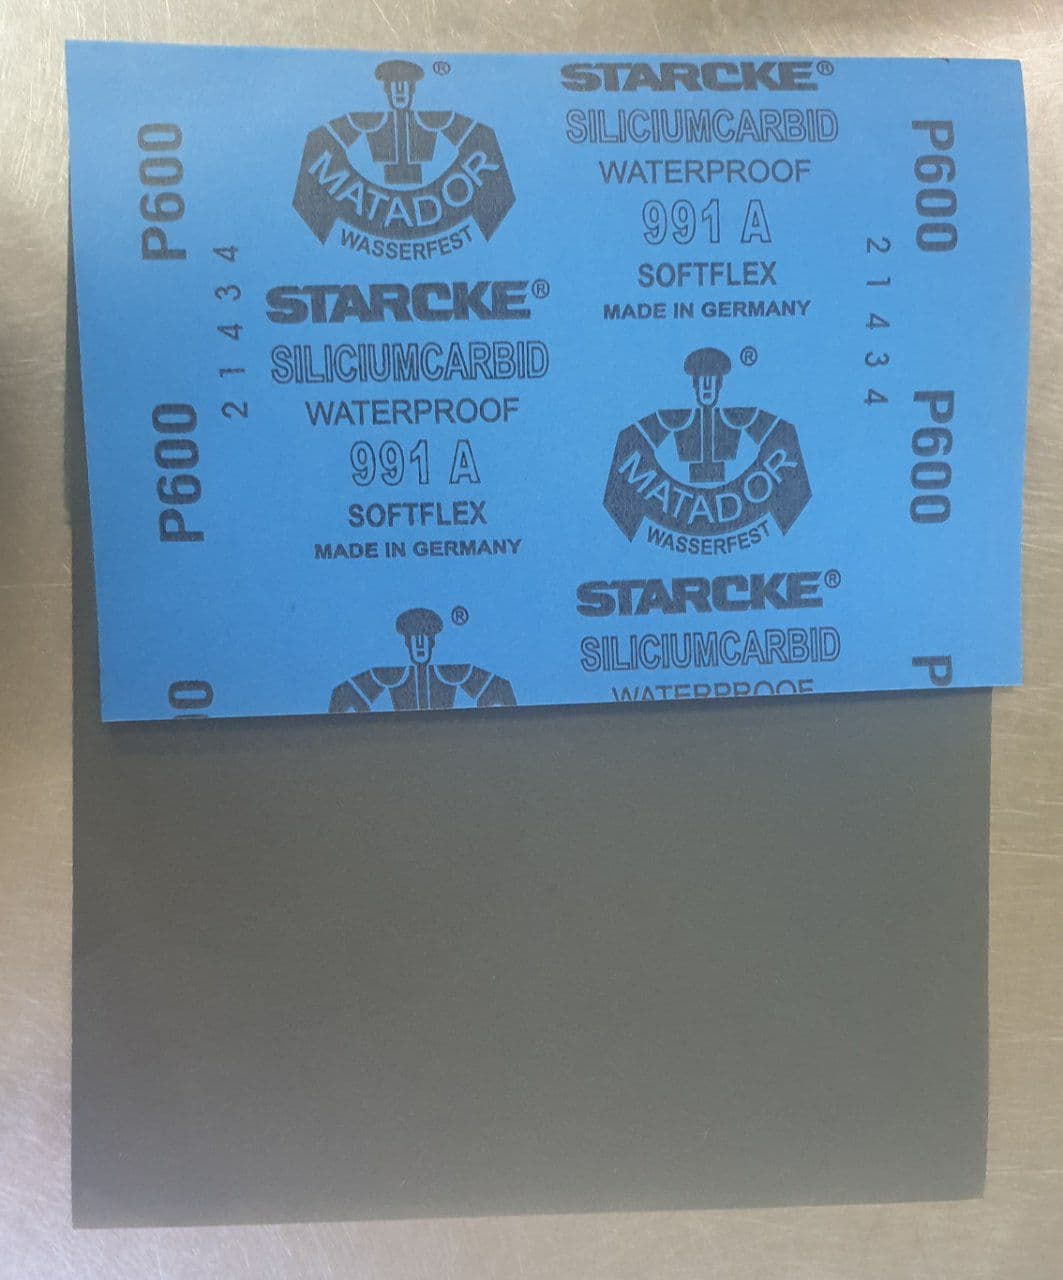 P600
P600
21434
®
MATADOR
WASSERFEST
STARCKE®
SILICIUMCARBID
WATERPROOF
991 A
SOFTFLEX
MADE IN GERMANY
®
STARCKE®
SILICIUMCARBID
WATERPROOF
991 A
SOFTFLEX
MADE IN GERMANY
®
MATADOR
WASSERFEST
STARCKE®
SILICIUMCARBID
WATERPROOF
P600
21434
P600
P